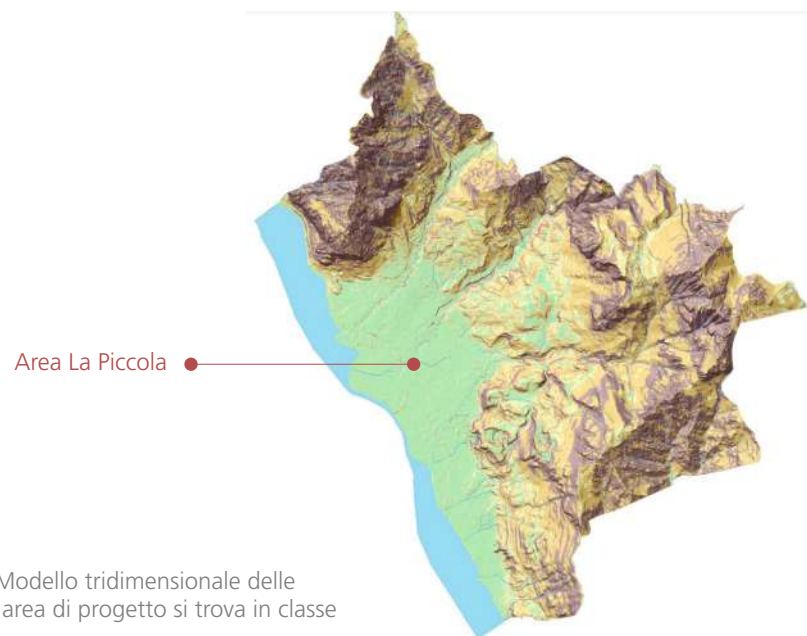 Area La Piccola
Modello tridimensionale delle
area di progetto si trova in classe